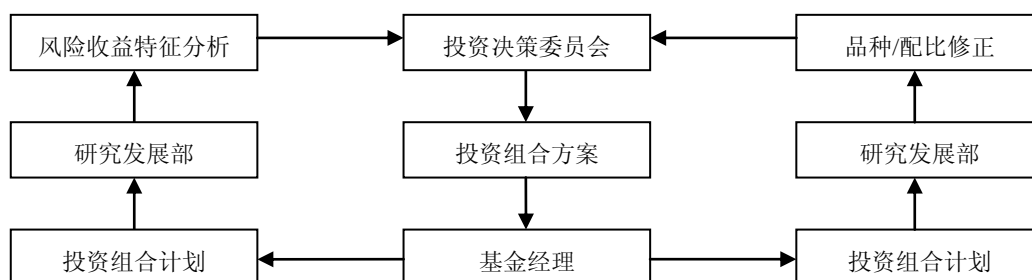 风险收益特征分析
投资决策委员会
品种/配比修正
研究发展部
投资组合方案
研究发展部
投资组合计划
基金经理
投资组合计划